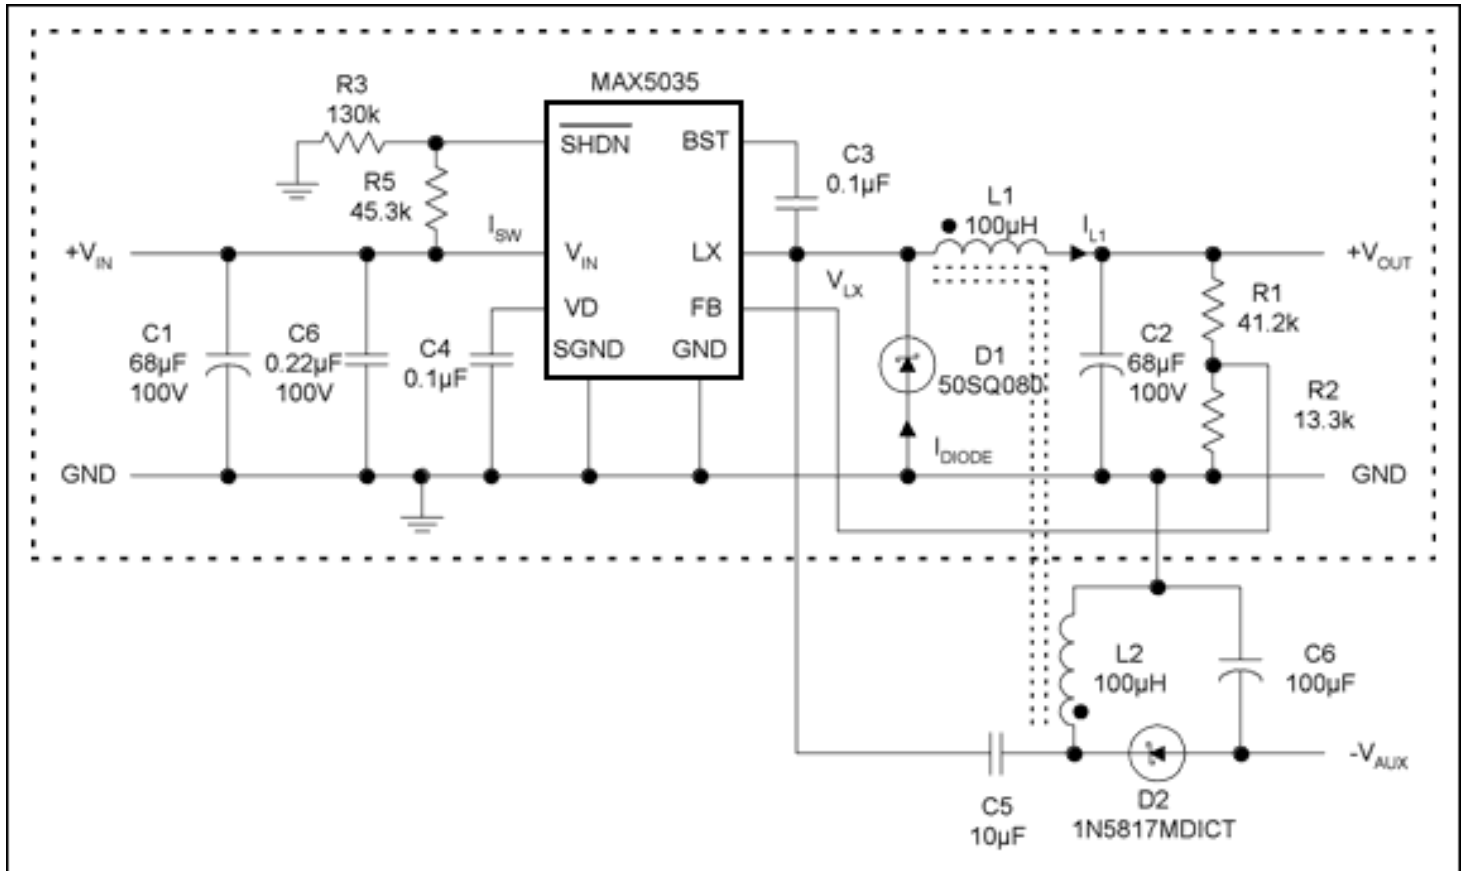 MAX5035
R3
130k
SHDN
BST
C3
0.1µF
R5
45.3k
L1
100µH
I_SW
I_L1
+V_IN
V_IN
LX
+V_OUT
V_LX
VD
FB
R1
41.2k
C1
68µF
100V
C6
0.22µF
100V
C4
0.1µF
SGND
GND
D1
50SQ080
C2
68µF
100V
R2
13.3k
I_DIODE
GND
GND
L2
100µH
C6
100µF
-V_AUX
C5
10µF
D2
1N5817MDICT